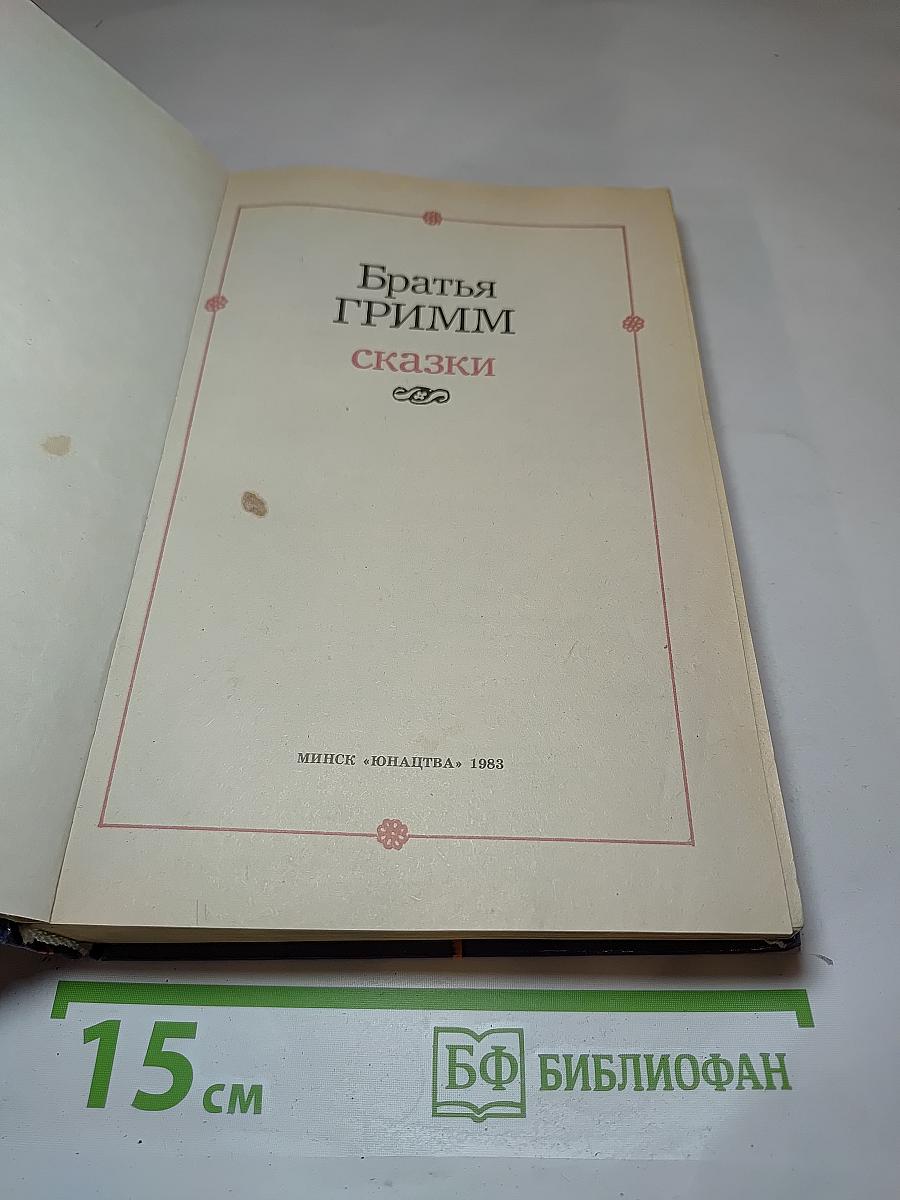 Братья
ГРИММ
сказки
МИНСК «ЮНАЦТВА» 1983
15 см
БФ БИБЛИОФАН